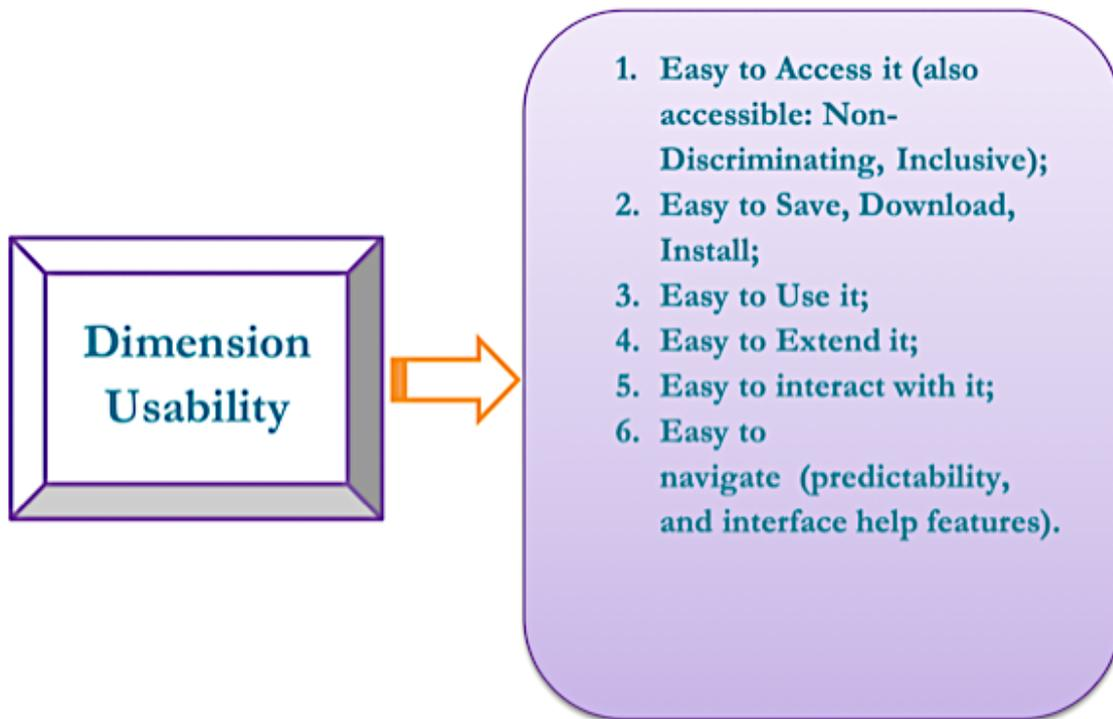 Dimension
Usability
1. Easy to Access it (also
accessible: Non-
Discriminating, Inclusive);
2. Easy to Save, Download,
Install;
3. Easy to Use it;
4. Easy to Extend it;
5. Easy to interact with it;
6. Easy to
navigate (predictability,
and interface help features).